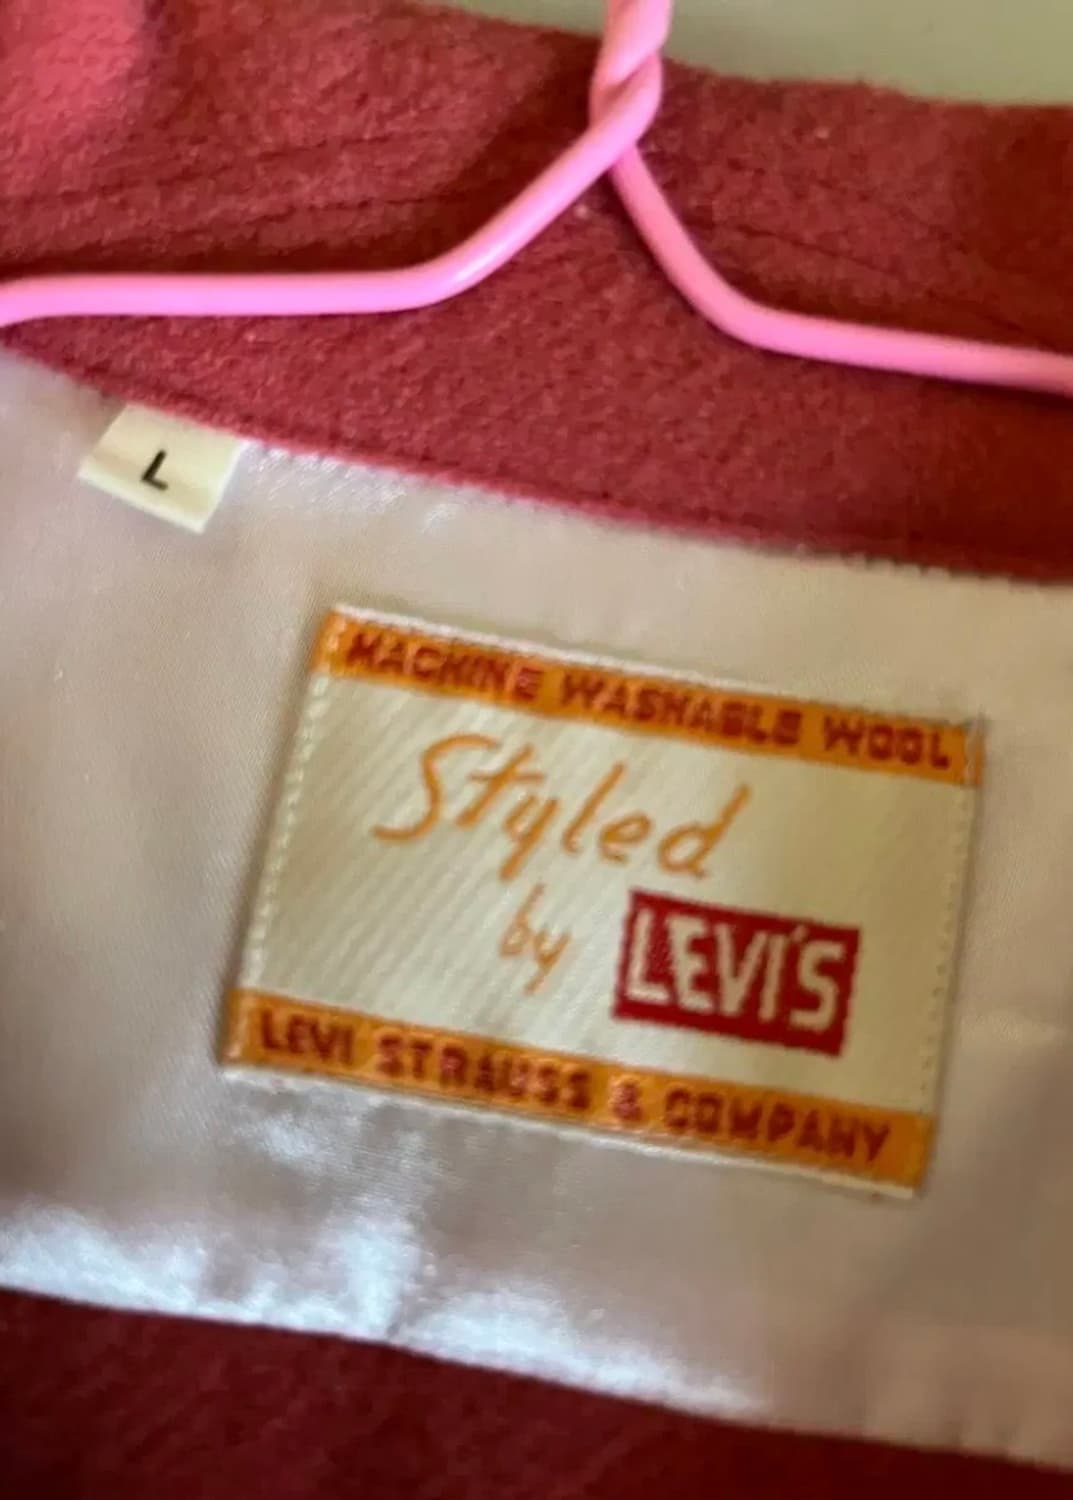 L
MACHINE WASHABLE WOOL
Styled
by LEVI'S
LEVI STRAUSS & COMPANY